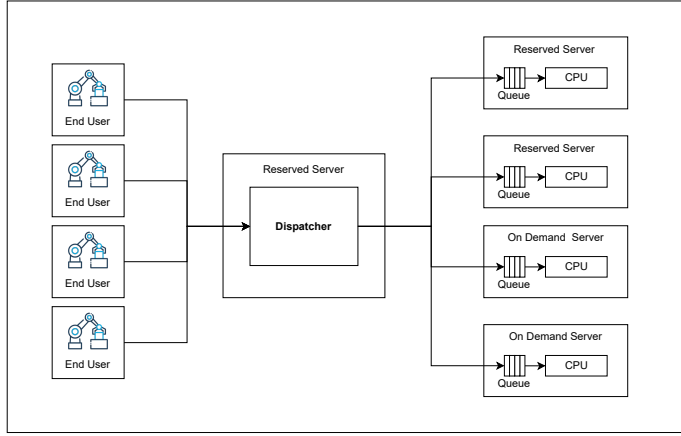 End User
End User
End User
End User
Reserved Server
Dispatcher
Reserved Server
CPU
Queue
Reserved Server
CPU
Queue
On Demand  Server
CPU
Queue
On Demand Server
CPU
Queue